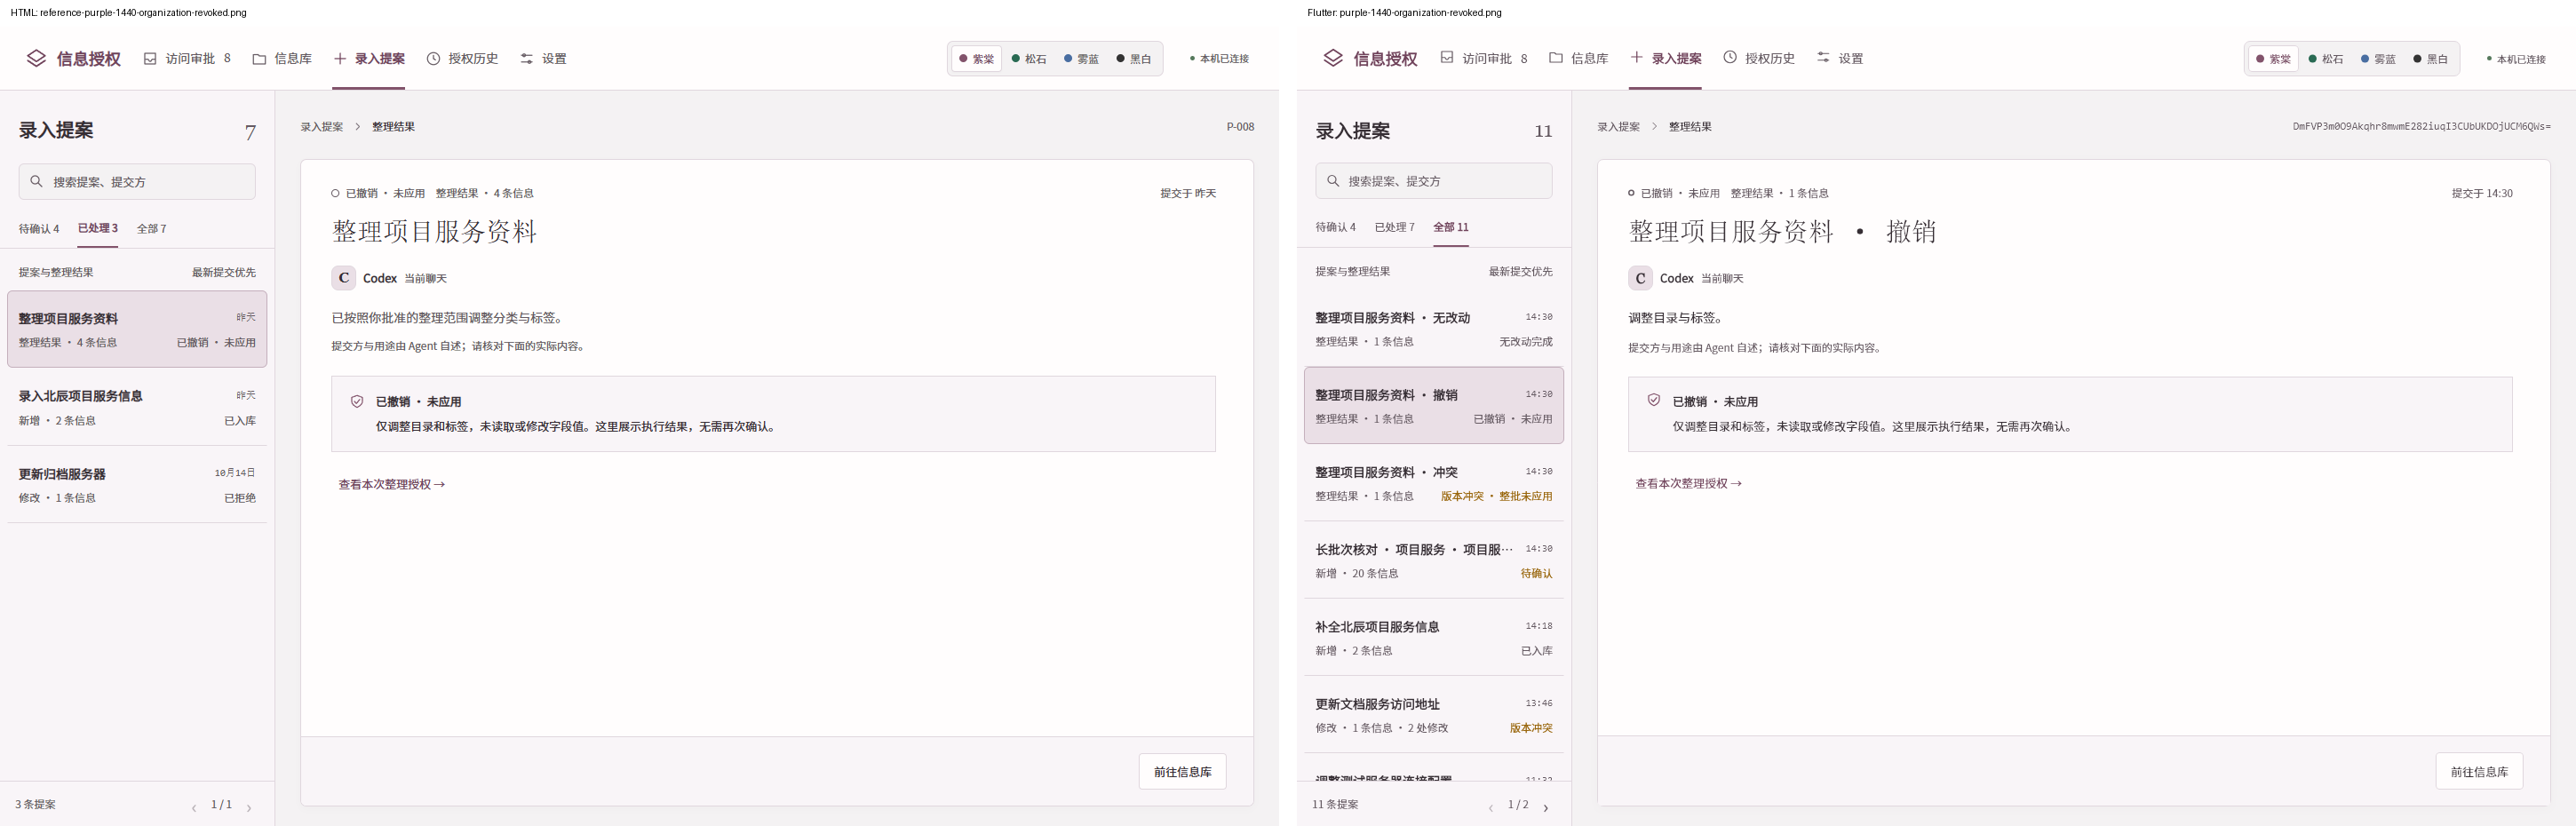 HTML: reference-purple-1440-organization-revoked.png
信息授权 访问审批 8 信息库 录入提案 授权历史 设置 紫棠 松石 雾蓝 黑白 本机已连接
录入提案 7
搜索提案、提交方
待确认 4 已处理 3 全部 7
提案与整理结果 最新提交优先
整理项目服务资料 昨天
整理结果 · 4 条信息 已撤销 · 未应用
录入北辰项目服务信息 昨天
新增 · 2 条信息 已入库
更新归档服务器 10月14日
修改 · 1 条信息 已拒绝
3 条提案 ‹ 1 / 1 ›
录入提案 > 整理结果 P-008
已撤销 · 未应用 整理结果 · 4 条信息 提交于 昨天
整理项目服务资料
C Codex 当前聊天
已按照你批准的整理范围调整分类与标签。
提交方与用途由 Agent 自述；请核对下面的实际内容。
已撤销 · 未应用
仅调整目录和标签，未读取或修改字段值。这里展示执行结果，无需再次确认。
查看本次整理授权 →
前往信息库
Flutter: purple-1440-organization-revoked.png
信息授权 访问审批 8 信息库 录入提案 授权历史 设置 紫棠 松石 雾蓝 黑白 本机已连接
录入提案 11
搜索提案、提交方
待确认 4 已处理 7 全部 11
提案与整理结果 最新提交优先
整理项目服务资料 · 无改动 14:30
整理结果 · 1 条信息 无改动完成
整理项目服务资料 · 撤销 14:30
整理结果 · 1 条信息 已撤销 · 未应用
整理项目服务资料 · 冲突 14:30
整理结果 · 1 条信息 版本冲突 · 整批未应用
长批次核对 · 项目服务 · 项目服… 14:30
新增 · 20 条信息 待确认
补全北辰项目服务信息 14:18
新增 · 2 条信息 已入库
更新文档服务访问地址 13:46
修改 · 1 条信息 · 2 处修改 版本冲突
调整测试服务器连接配置 11:32
11 条提案 ‹ 1 / 2 ›
录入提案 > 整理结果 DmFVP3m0O9Akqhr8mwmE282iuqI3CUbUKDOjUCM6QWs=
已撤销 · 未应用 整理结果 · 1 条信息 提交于 14:30
整理项目服务资料 · 撤销
C Codex 当前聊天
调整目录与标签。
提交方与用途由 Agent 自述；请核对下面的实际内容。
已撤销 · 未应用
仅调整目录和标签，未读取或修改字段值。这里展示执行结果，无需再次确认。
查看本次整理授权 →
前往信息库